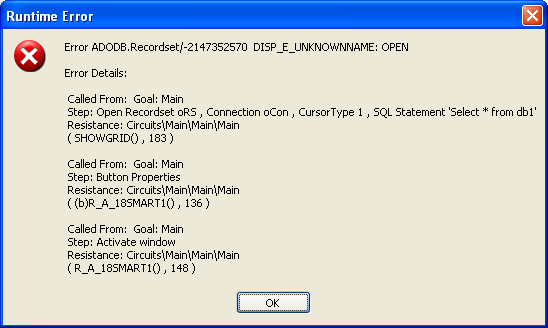 Runtime Error
Error ADODB.Recordset/-2147352570 DISP_E_UNKNOWNNAME: OPEN
Error Details:
Called From: Goal: Main
Step: Open Recordset oRS , Connection oCon , CursorType 1 , SQL Statement 'Select * from db1'
Resistance: Circuits\Main\Main\Main
( SHOWGRID() , 183 )
Called From: Goal: Main
Step: Button Properties
Resistance: Circuits\Main\Main\Main
( (b)R_A_18SMART1() , 136 )
Called From: Goal: Main
Step: Activate window
Resistance: Circuits\Main\Main\Main
( R_A_18SMART1() , 148 )
OK